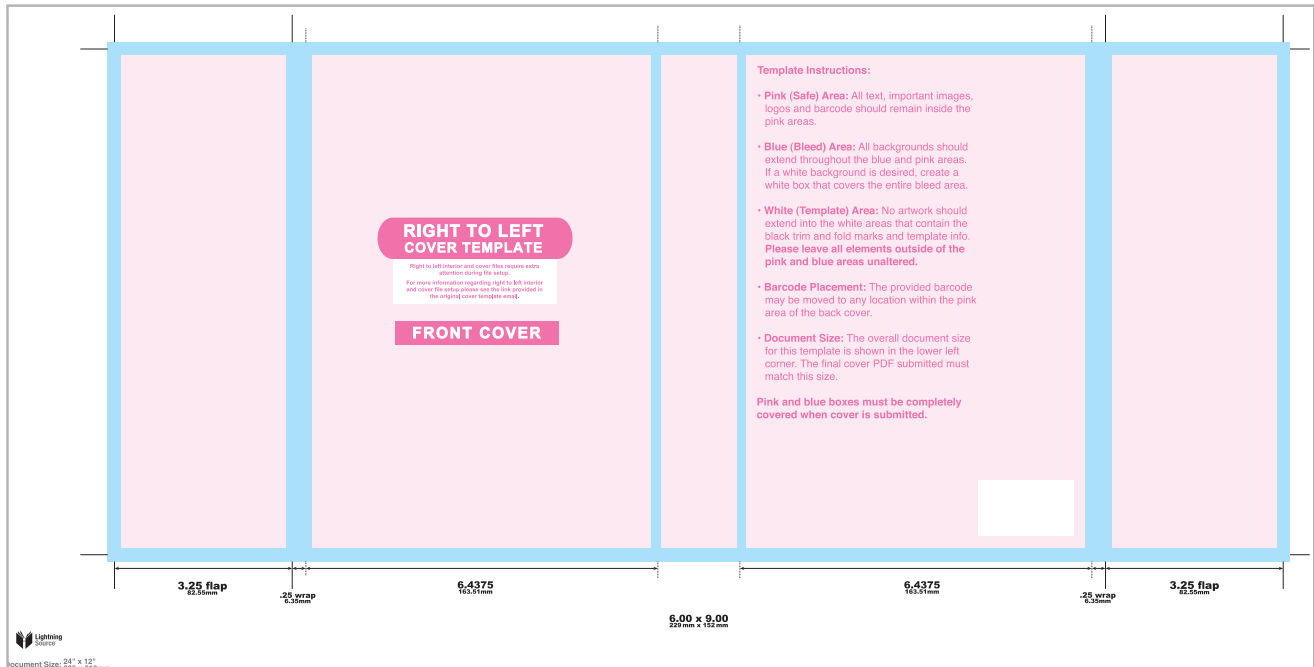 RIGHT TO LEFT
COVER TEMPLATE
Right to left interior and cover files require extra
attention during file setup.
For more information regarding right to left interior
and cover file setup please see the link provided in
the original cover template email.
FRONT COVER
Template Instructions:
• Pink (Safe) Area: All text, important images,
logos and barcode should remain inside the
pink areas.
• Blue (Bleed) Area: All backgrounds should
extend throughout the blue and pink areas.
If a white background is desired, create a
white box that covers the entire bleed area.
• White (Template) Area: No artwork should
extend into the white areas that contain the
black trim and fold marks and template info.
Please leave all elements outside of the
pink and blue areas unaltered.
• Barcode Placement: The provided barcode
may be moved to any location within the pink
area of the back cover.
• Document Size: The overall document size
for this template is shown in the lower left
corner. The final cover PDF submitted must
match this size.
Pink and blue boxes must be completely
covered when cover is submitted.
3.25 flap
82.55mm
.25 wrap
6.35mm
6.4375
163.51mm
6.4375
163.51mm
.25 wrap
6.35mm
3.25 flap
82.55mm
6.00 x 9.00
229mm x 152mm
Lightning
Source
ocument Size: 24" x 12"